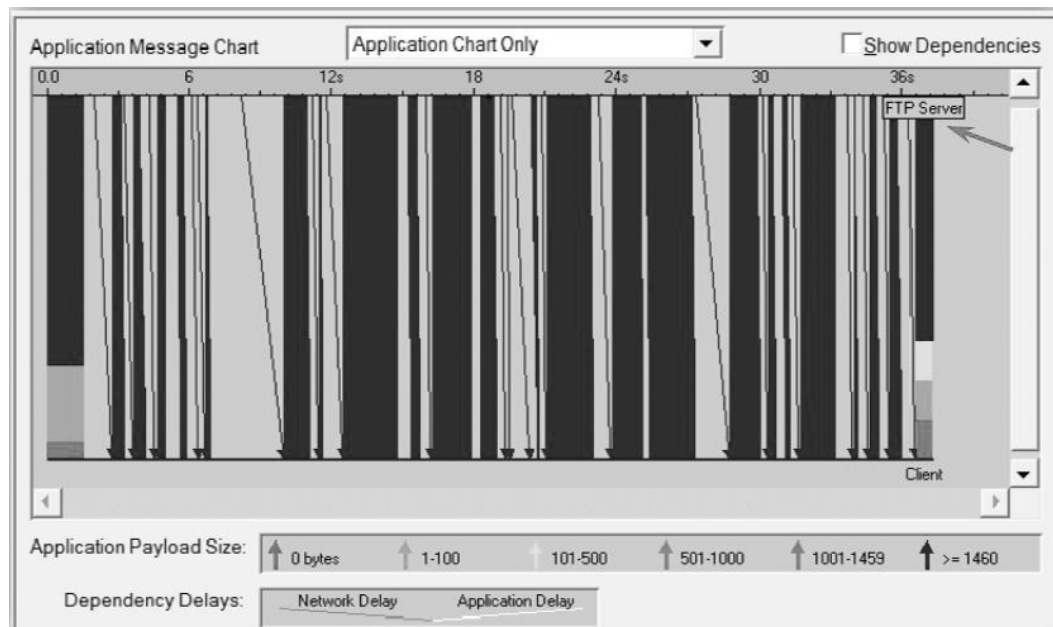 Application Message Chart
Application Chart Only
Show Dependencies
0.0 6 12s 18 24s 30 36s
FTP Server
Client
Application Payload Size:
0 bytes 1-100 101-500 501-1000 1001-1459 >= 1460
Dependency Delays:
Network Delay Application Delay